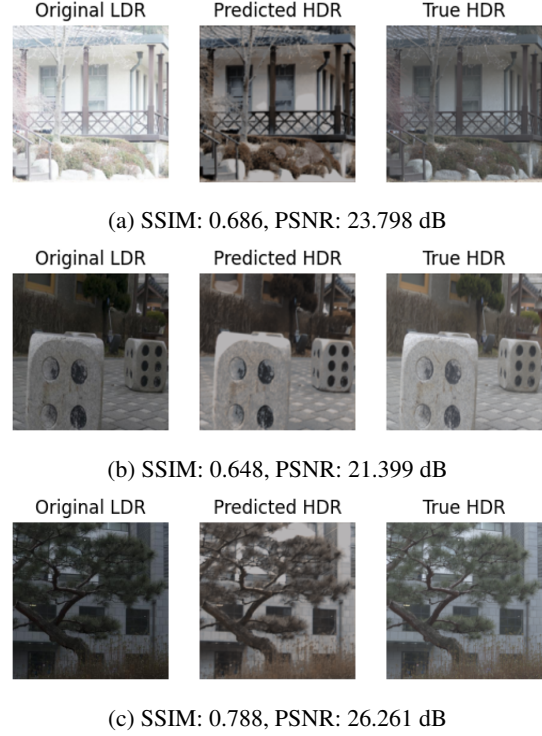 Original LDR Predicted HDR True HDR
(a) SSIM: 0.686, PSNR: 23.798 dB
Original LDR Predicted HDR True HDR
(b) SSIM: 0.648, PSNR: 21.399 dB
Original LDR Predicted HDR True HDR
(c) SSIM: 0.788, PSNR: 26.261 dB